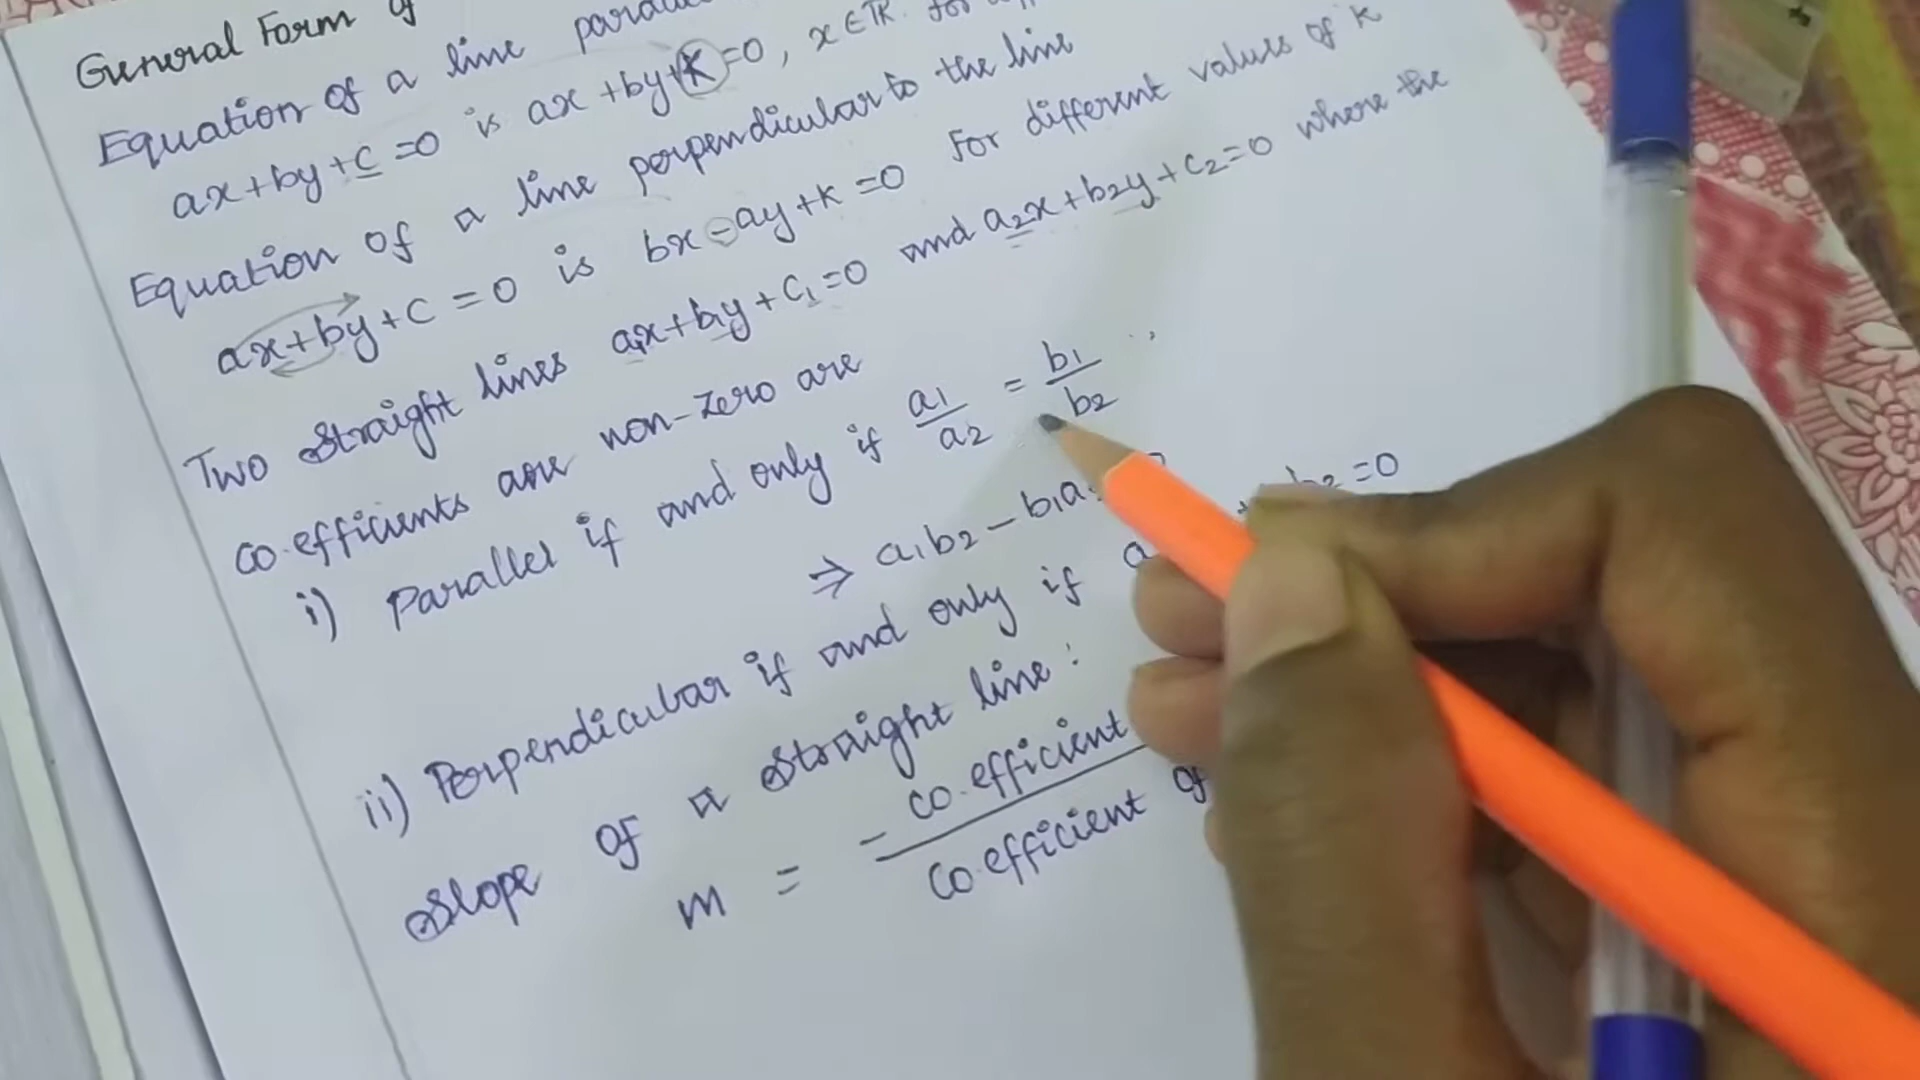 General Form of
Equation of a line
ax+by+c=0 is ax+by+k=0, x∈R. for
Equation of a line perpendicular to the line
ax+by+c=0 is bx-ay+k=0 For different values of k
Two Straight lines a₁x+b₁y+c₁=0 and a₂x+b₂y+c₂=0 where the
co.efficients are non-zero are
i) Parallel if and only if a₁/a₂ = b₁/b₂
⇒ a₁b₂-b₁a
ii) Perpendicular if and only if a b₂=0
Slope of a straight line:
m = - co.efficient / co.efficient of